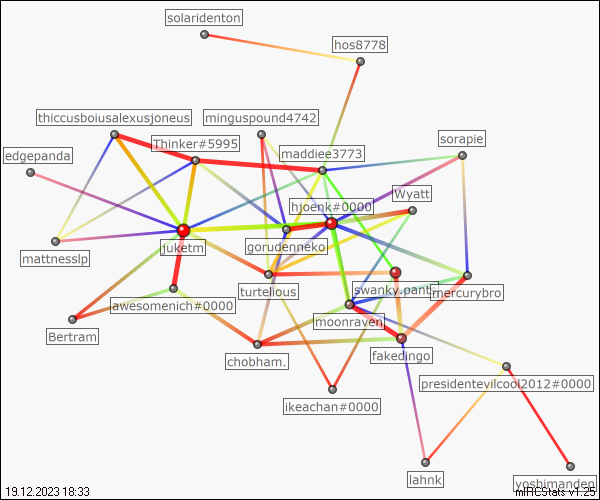 solaridenton
hos8778
thiccusboiusalexusjoneus
minguspound4742
sorapie
Thinker#5995
edgepanda
maddiee3773
Wyatt
hjoenk#0000
juketm
gorudenneko
mattnesslp
turtelious
swanky.pant
mercurybro
awesomenich#0000
moonraven
Bertram
chobham.
fakedingo
presidentevilcool2012#0000
ikeachan#0000
lahnk
yoshimanden
19.12.2023 18:33
mIRCStats v1.25